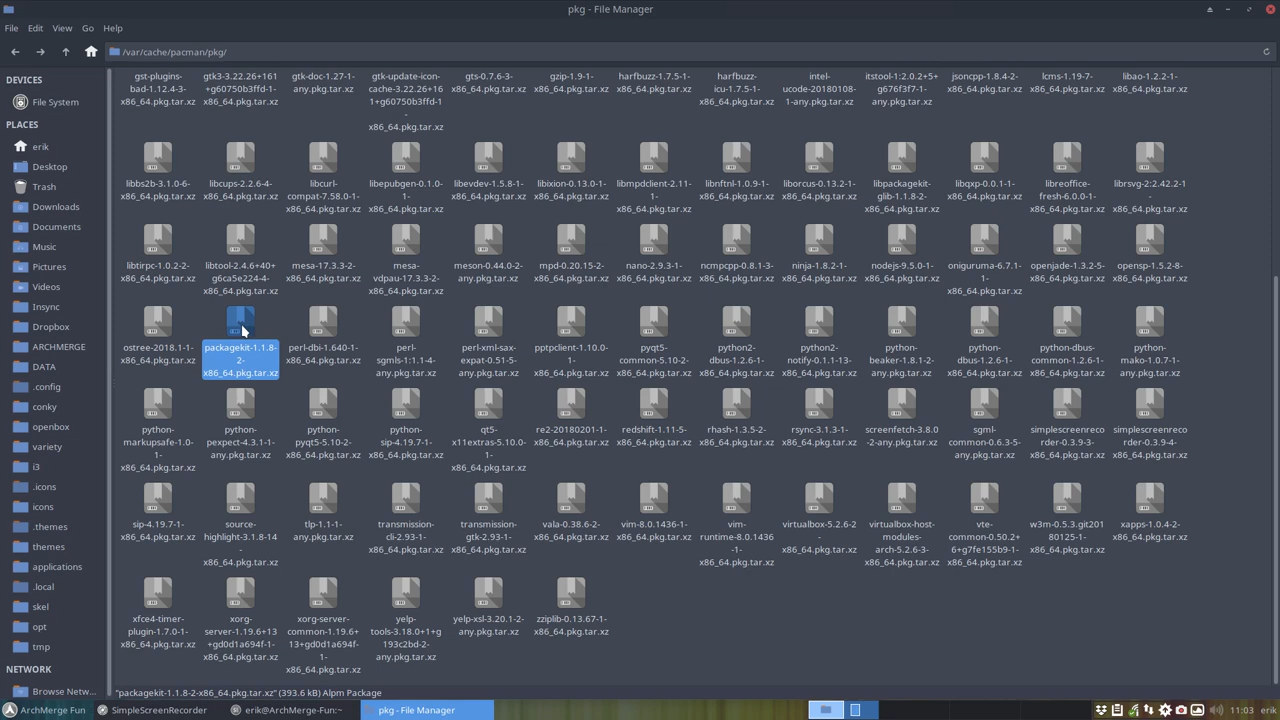 pkg - File Manager
File Edit View Go Help
/var/cache/pacman/pkg/
DEVICES
File System
PLACES
erik
Desktop
Trash
Downloads
Documents
Music
Pictures
Videos
Insync
Dropbox
ARCHMERGE
DATA
.config
conky
openbox
variety
i3
.icons
icons
.themes
themes
applications
.local
skel
opt
tmp
NETWORK
Browse Netw...
gst-plugins-
bad-1.12.4-3-
x86_64.pkg.tar.xz
gtk3-3.22.26+161
+g60750b3ffd-1-
x86_64.pkg.tar.xz
gtk-doc-1.27-1-
any.pkg.tar.xz
gtk-update-icon-
cache-3.22.26+16
1+g60750b3ffd-1
-
x86_64.pkg.tar.xz
gts-0.7.6-3-
x86_64.pkg.tar.xz
gzip-1.9-1-
x86_64.pkg.tar.xz
harfbuzz-1.7.5-1-
x86_64.pkg.tar.xz
harfbuzz-
icu-1.7.5-1-
x86_64.pkg.tar.xz
intel-
ucode-20180108-
1-any.pkg.tar.xz
itstool-1:2.0.2+5+
g676f3f7-1-
any.pkg.tar.xz
jsoncpp-1.8.4-2-
x86_64.pkg.tar.xz
lcms-1.19-7-
x86_64.pkg.tar.xz
libao-1.2.2-1-
x86_64.pkg.tar.xz
libbs2b-3.1.0-6-
x86_64.pkg.tar.xz
libcups-2.2.6-4-
x86_64.pkg.tar.xz
libcurl-
compat-7.58.0-1-
x86_64.pkg.tar.xz
libepubgen-0.1.0-
1-
x86_64.pkg.tar.xz
libevdev-1.5.8-1-
x86_64.pkg.tar.xz
libixion-0.13.0-1-
x86_64.pkg.tar.xz
libmpdclient-2.11-
1-
x86_64.pkg.tar.xz
libnftnl-1.0.9-1-
x86_64.pkg.tar.xz
liborcus-0.13.2-1-
x86_64.pkg.tar.xz
libpackagekit-
glib-1.1.8-2-
x86_64.pkg.tar.xz
libqxp-0.0.1-1-
x86_64.pkg.tar.xz
libreoffice-
fresh-6.0.0-1-
x86_64.pkg.tar.xz
librsvg-2:2.42.2-1
-
x86_64.pkg.tar.xz
libtirpc-1.0.2-2-
x86_64.pkg.tar.xz
libtool-2.4.6+40+
g6ca5e224-4-
x86_64.pkg.tar.xz
mesa-17.3.3-2-
x86_64.pkg.tar.xz
mesa-
vdpau-17.3.3-2-
x86_64.pkg.tar.xz
meson-0.44.0-2-
any.pkg.tar.xz
mpd-0.20.15-2-
x86_64.pkg.tar.xz
nano-2.9.3-1-
x86_64.pkg.tar.xz
ncmpcpp-0.8.1-3-
x86_64.pkg.tar.xz
ninja-1.8.2-1-
x86_64.pkg.tar.xz
nodejs-9.5.0-1-
x86_64.pkg.tar.xz
oniguruma-6.7.1-
1-
x86_64.pkg.tar.xz
openjade-1.3.2-5-
x86_64.pkg.tar.xz
opensp-1.5.2-8-
x86_64.pkg.tar.xz
ostree-2018.1-1-
x86_64.pkg.tar.xz
packagekit-1.1.8-
2-
x86_64.pkg.tar.xz
perl-dbi-1.640-1-
x86_64.pkg.tar.xz
perl-
sgmls-1:1.1-4-
any.pkg.tar.xz
perl-xml-sax-
expat-0.51-5-
any.pkg.tar.xz
pptpclient-1.10.0-
1-
x86_64.pkg.tar.xz
pyqt5-
common-5.10-2-
x86_64.pkg.tar.xz
python2-
dbus-1.2.6-1-
x86_64.pkg.tar.xz
python2-
notify-0.1.1-13-
x86_64.pkg.tar.xz
python-
beaker-1.8.1-2-
any.pkg.tar.xz
python-
dbus-1.2.6-1-
x86_64.pkg.tar.xz
python-dbus-
common-1.2.6-1-
x86_64.pkg.tar.xz
python-
mako-1.0.7-1-
any.pkg.tar.xz
python-
markupsafe-1.0-
1-
x86_64.pkg.tar.xz
python-
pexpect-4.3.1-1-
any.pkg.tar.xz
python-
pyqt5-5.10-2-
x86_64.pkg.tar.xz
python-
sip-4.19.7-1-
x86_64.pkg.tar.xz
qt5-
x11extras-5.10.0-
1-
x86_64.pkg.tar.xz
re2-20180201-1-
x86_64.pkg.tar.xz
redshift-1.11-5-
x86_64.pkg.tar.xz
rhash-1.3.5-2-
x86_64.pkg.tar.xz
rsync-3.1.3-1-
x86_64.pkg.tar.xz
screenfetch-3.8.0
-2-any.pkg.tar.xz
sgml-
common-0.6.3-5-
any.pkg.tar.xz
simplescreenreco
rder-0.3.9-3-
x86_64.pkg.tar.xz
simplescreenreco
rder-0.3.9-4-
x86_64.pkg.tar.xz
sip-4.19.7-1-
x86_64.pkg.tar.xz
source-
highlight-3.1.8-14
-
x86_64.pkg.tar.xz
tlp-1.1-1-
any.pkg.tar.xz
transmission-
cli-2.93-1-
x86_64.pkg.tar.xz
transmission-
gtk-2.93-1-
x86_64.pkg.tar.xz
vala-0.38.6-2-
x86_64.pkg.tar.xz
vim-8.0.1436-1-
x86_64.pkg.tar.xz
vim-
runtime-8.0.1436
-1-
x86_64.pkg.tar.xz
virtualbox-5.2.6-2
-
x86_64.pkg.tar.xz
virtualbox-host-
modules-
arch-5.2.6-3-
x86_64.pkg.tar.xz
vte-
common-0.50.2+
6+g7fe155b9-1-
x86_64.pkg.tar.xz
w3m-0.5.3.git201
80125-1-
x86_64.pkg.tar.xz
xapps-1.0.4-2-
x86_64.pkg.tar.xz
xfce4-timer-
plugin-1.7.0-1-
x86_64.pkg.tar.xz
xorg-
server-1.19.6+13
+gd0d1a694f-1-
x86_64.pkg.tar.xz
xorg-server-
common-1.19.6+
13+gd0d1a694f-
1-
x86_64.pkg.tar.xz
yelp-
tools-3.18.0+1+g
193c2bd-2-
any.pkg.tar.xz
yelp-xsl-3.20.1-2-
any.pkg.tar.xz
zziplib-0.13.67-1-
x86_64.pkg.tar.xz
"packagekit-1.1.8-2-x86_64.pkg.tar.xz" (393.6 kB) Alpm Package
ArchMerge Fun SimpleScreenRecorder erik@ArchMerge-Fun:~ pkg - File Manager 11:03 erik